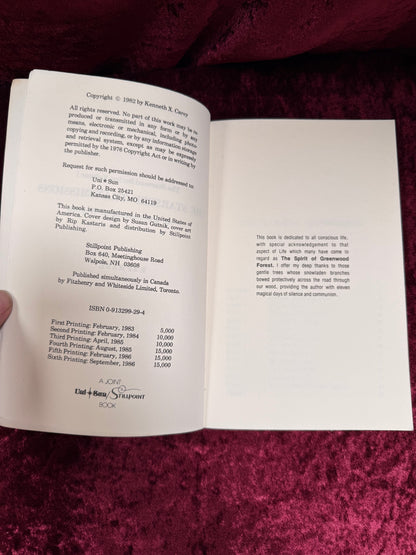 Copyright © 1982 by Kenneth X. Carey
All rights reserved. No part of this work may be re-
produced or transmitted in any form or by any
means, electronic or mechanical, including photo-
copying and recording, or by any information storage
and retrieval system, except as may be expressly
permitted by the 1976 Copyright Act or in writing by
the publisher.
Request for such permission should be addressed to:
Uni ★ Sun
P.O. Box 25421
Kansas City, MO 64119
This book is manufactured in the United States of
America. Cover design by Susan Gutnik, cover art
by Rip Kastaris and distribution by Stillpoint
Publishing.
Stillpoint Publishing
Box 640, Meetinghouse Road
Walpole, NH 03608
Published simultaneously in Canada
by Fitzhenry and Whiteside Limited, Toronto.
ISBN 0-913299-29-4
First Printing: February, 1983 5,000
Second Printing: February, 1984 10,000
Third Printing: April, 1985 10,000
Fourth Printing: August, 1985 15,000
Fifth Printing: February, 1986 15,000
Sixth Printing: September, 1986 15,000
A JOINT
Uni ★ Sun/Stillpoint
BOOK
This book is dedicated to all conscious life,
with special acknowledgement to that
aspect of Life which many have come to
regard as The Spirit of Greenwood
Forest. I offer my deep thanks to those
gentle trees whose snowladen branches
bowed protectively across the road through
our wood, providing the author with eleven
magical days of silence and communion.